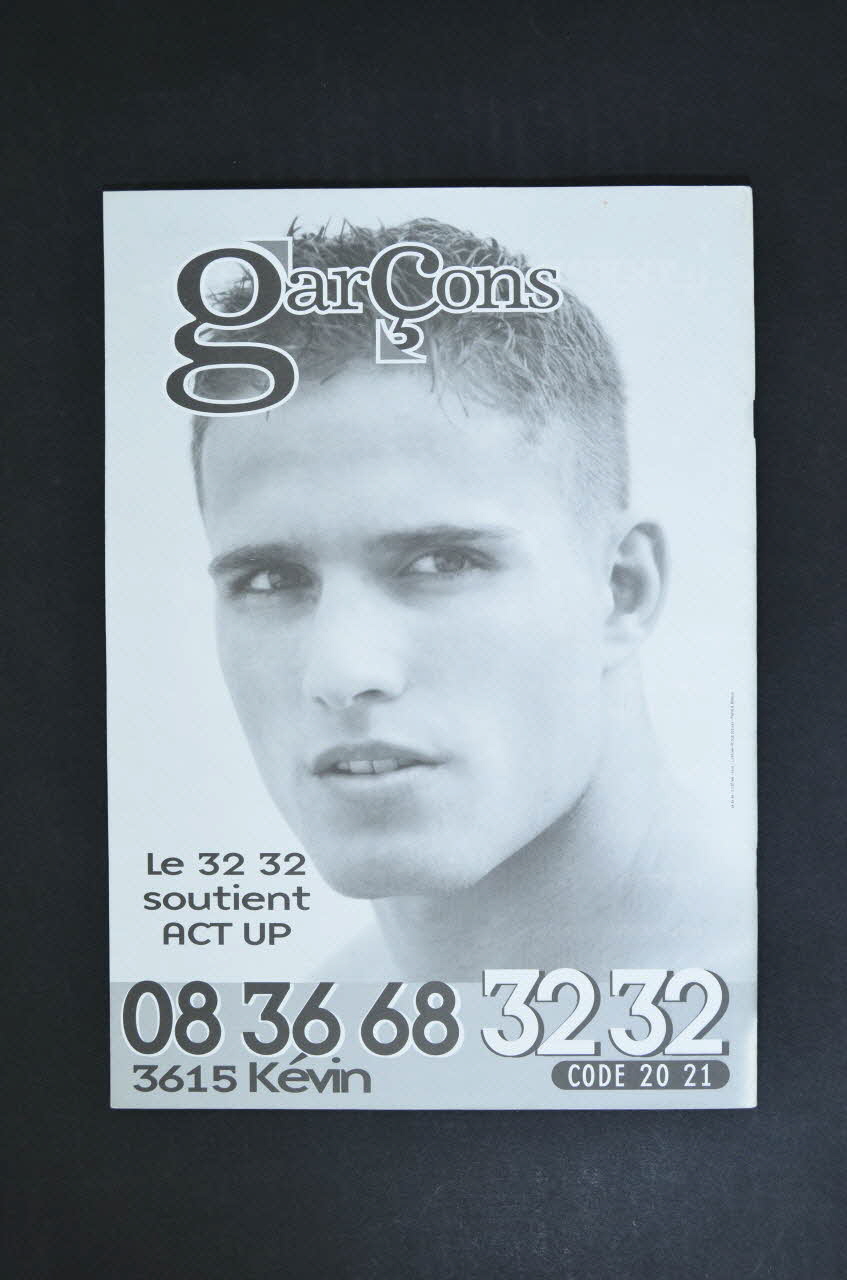 garÇons
Le 32 32
soutient
ACT UP
08 36 68 32 32
3615 Kévin
CODE 20 21